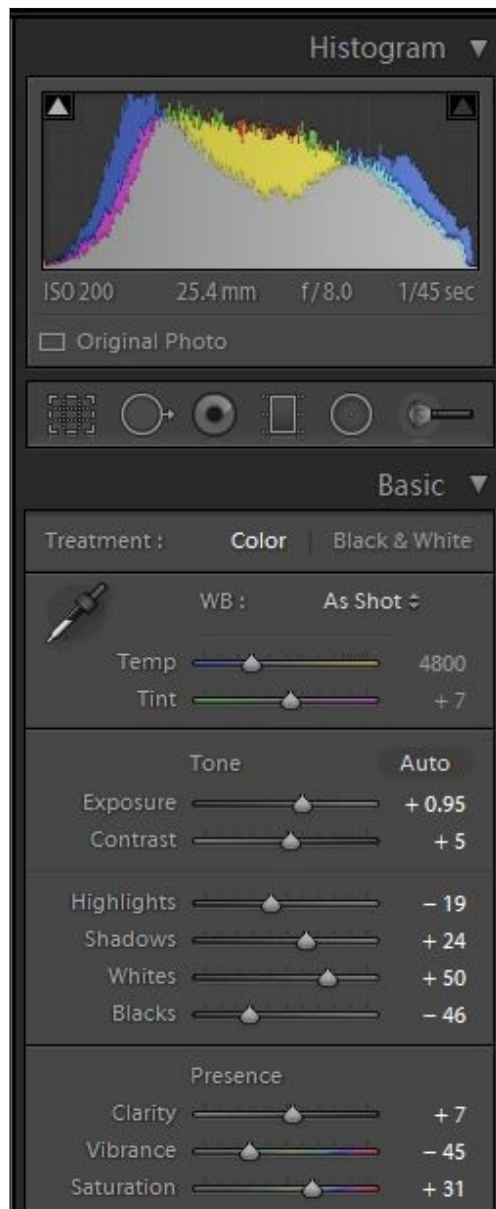 Histogram
ISO 200 25.4 mm f / 8.0 1/45 sec
Original Photo
Basic
Treatment : Color Black & White
WB : As Shot
Temp 4800
Tint + 7
Tone Auto
Exposure + 0.95
Contrast + 5
Highlights – 19
Shadows + 24
Whites + 50
Blacks – 46
Presence
Clarity + 7
Vibrance – 45
Saturation + 31